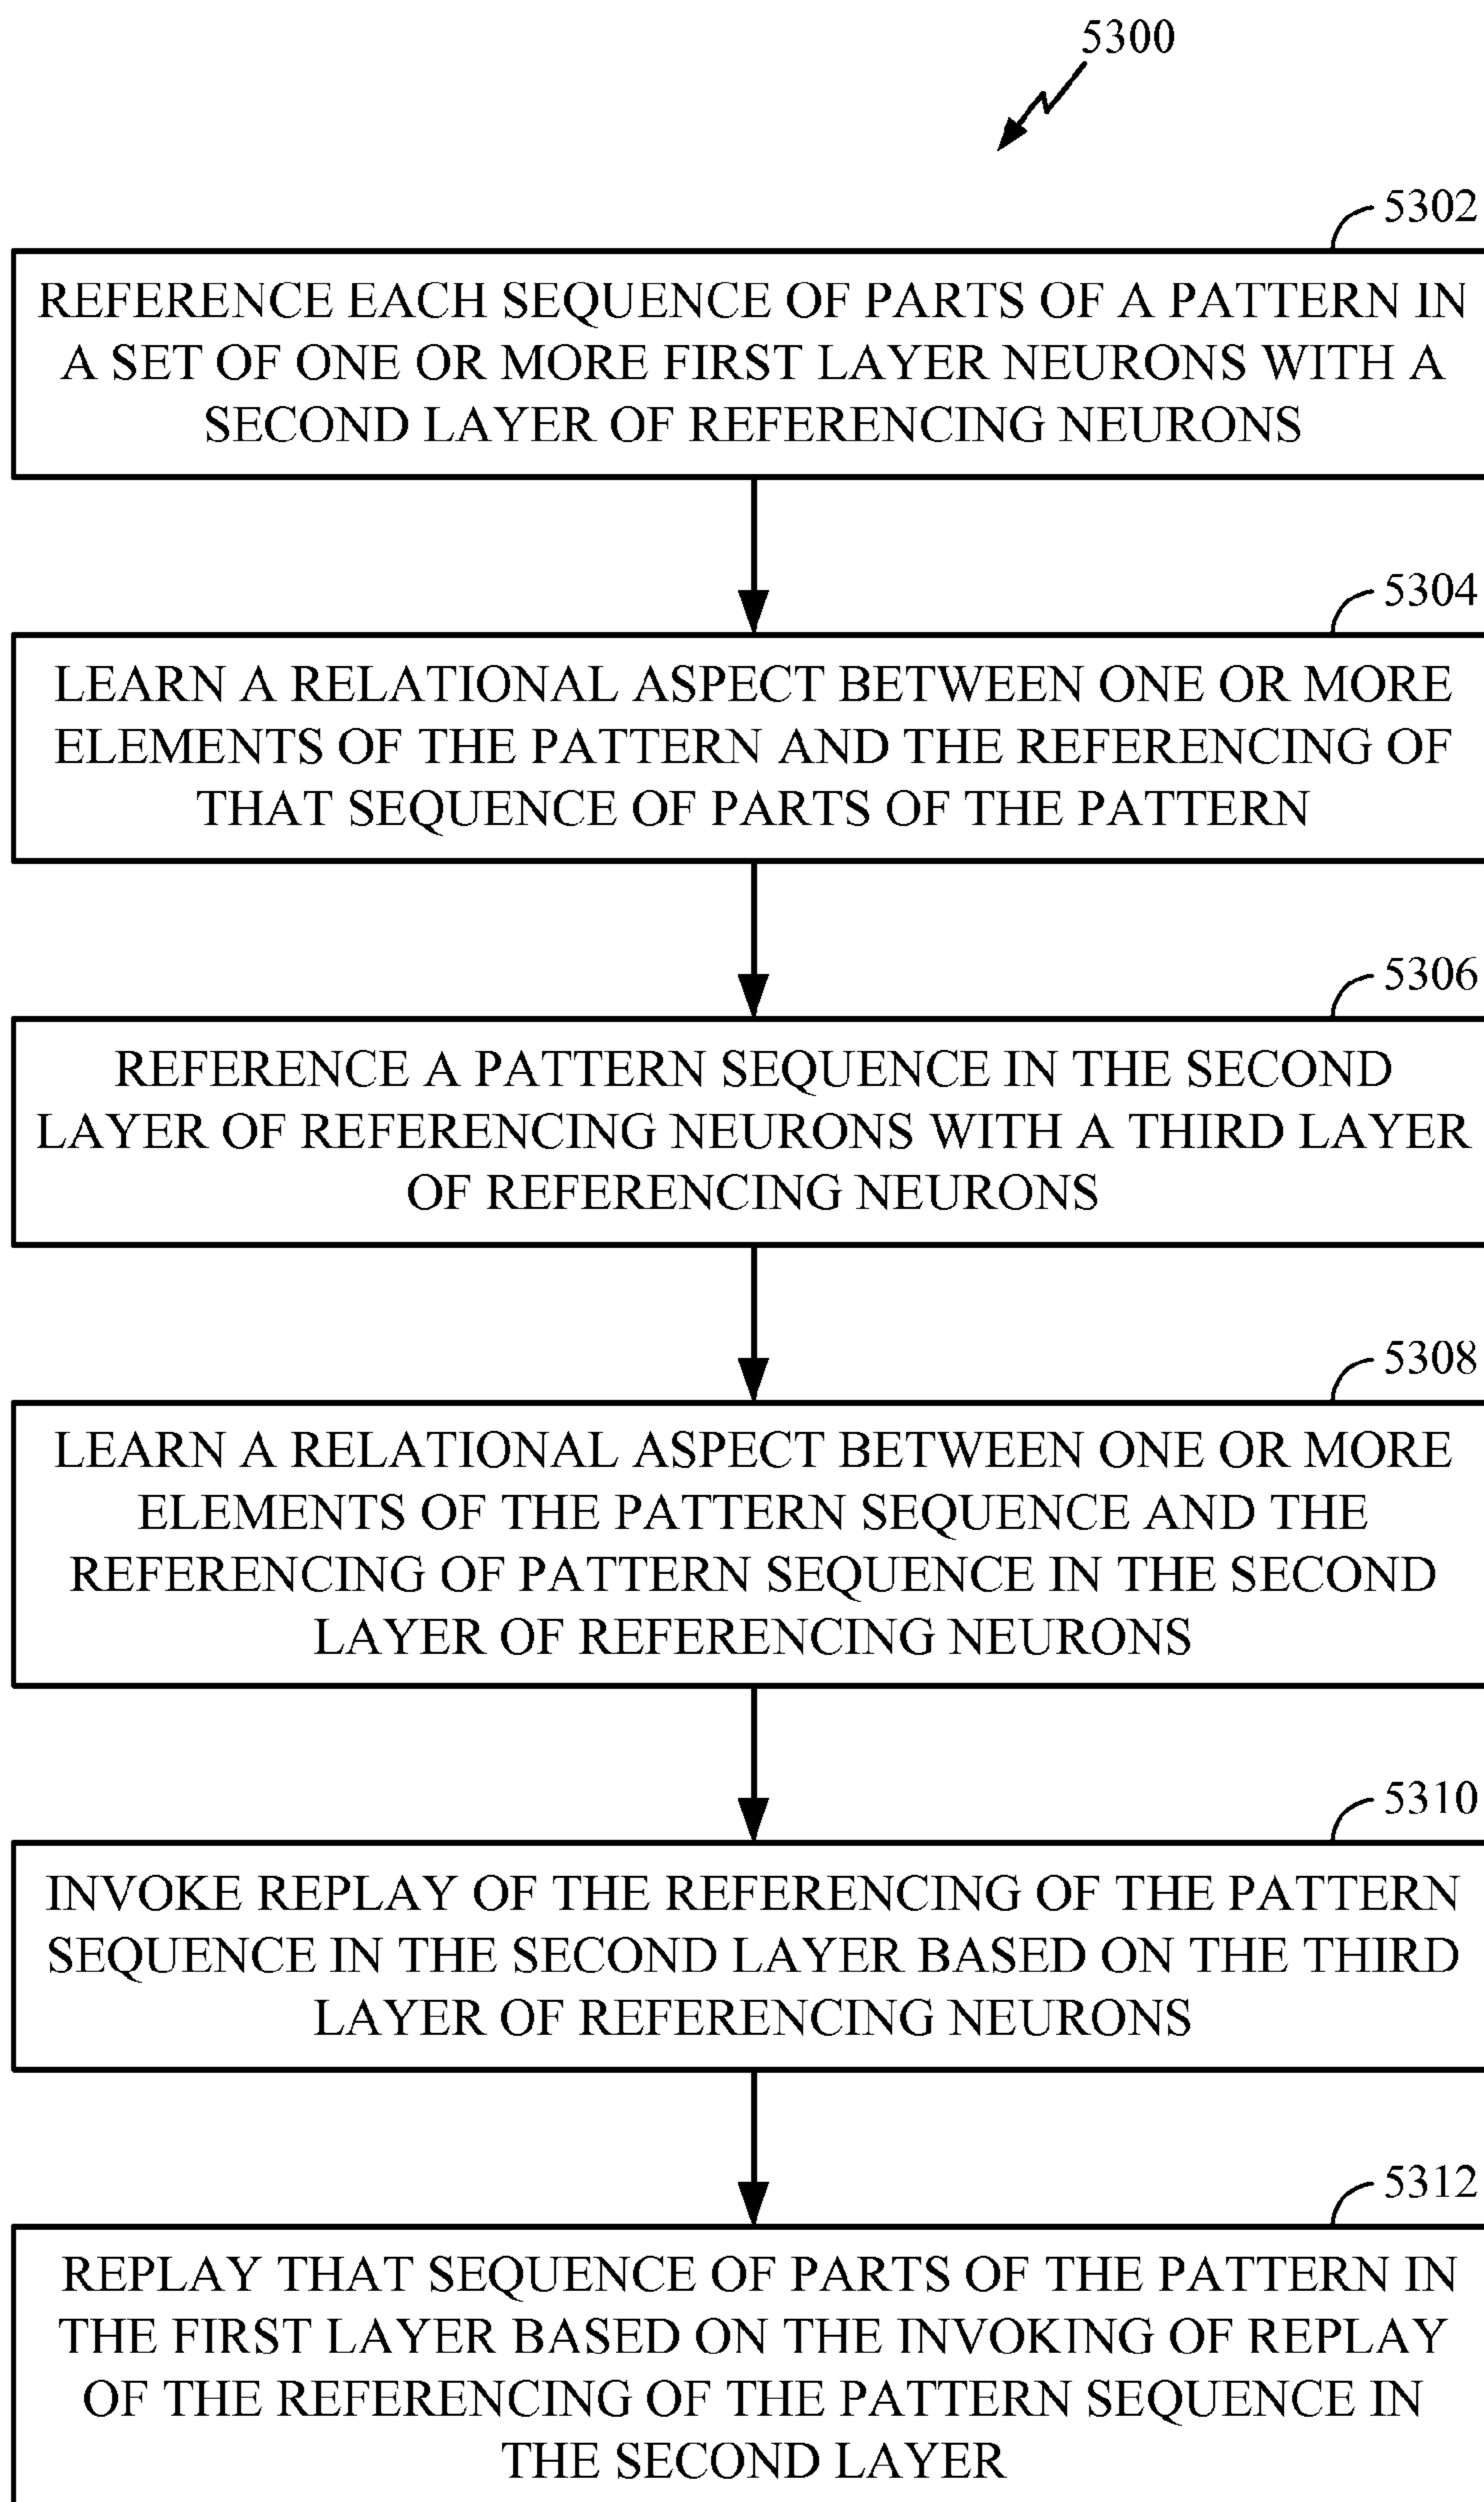 5300
5302
REFERENCE EACH SEQUENCE OF PARTS OF A PATTERN IN
A SET OF ONE OR MORE FIRST LAYER NEURONS WITH A
SECOND LAYER OF REFERENCING NEURONS
5304
LEARN A RELATIONAL ASPECT BETWEEN ONE OR MORE
ELEMENTS OF THE PATTERN AND THE REFERENCING OF
THAT SEQUENCE OF PARTS OF THE PATTERN
5306
REFERENCE A PATTERN SEQUENCE IN THE SECOND
LAYER OF REFERENCING NEURONS WITH A THIRD LAYER
OF REFERENCING NEURONS
5308
LEARN A RELATIONAL ASPECT BETWEEN ONE OR MORE
ELEMENTS OF THE PATTERN SEQUENCE AND THE
REFERENCING OF PATTERN SEQUENCE IN THE SECOND
LAYER OF REFERENCING NEURONS
5310
INVOKE REPLAY OF THE REFERENCING OF THE PATTERN
SEQUENCE IN THE SECOND LAYER BASED ON THE THIRD
LAYER OF REFERENCING NEURONS
5312
REPLAY THAT SEQUENCE OF PARTS OF THE PATTERN IN
THE FIRST LAYER BASED ON THE INVOKING OF REPLAY
OF THE REFERENCING OF THE PATTERN SEQUENCE IN
THE SECOND LAYER